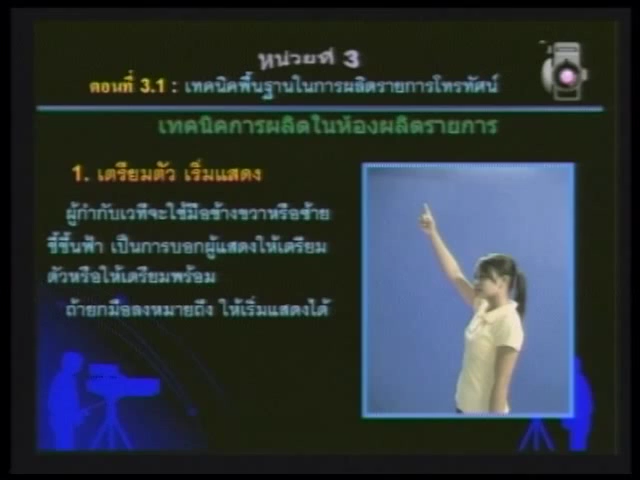 หน่วยที่ 3
ตอนที่ 3.1 : เทคนิคพื้นฐานในการผลิตรายการโทรทัศน์
เทคนิคการผลิตในห้องผลิตรายการ
1. เตรียมตัว เริ่มแสดง
ผู้กำกับเวทีจะใช้มือข้างขวาหรือซ้าย
ชี้ขึ้นฟ้า เป็นการบอกผู้แสดงให้เตรียม
ตัวหรือให้เตรียมพร้อม
ถ้ายกมือลงหมายถึง ให้เริ่มแสดงได้